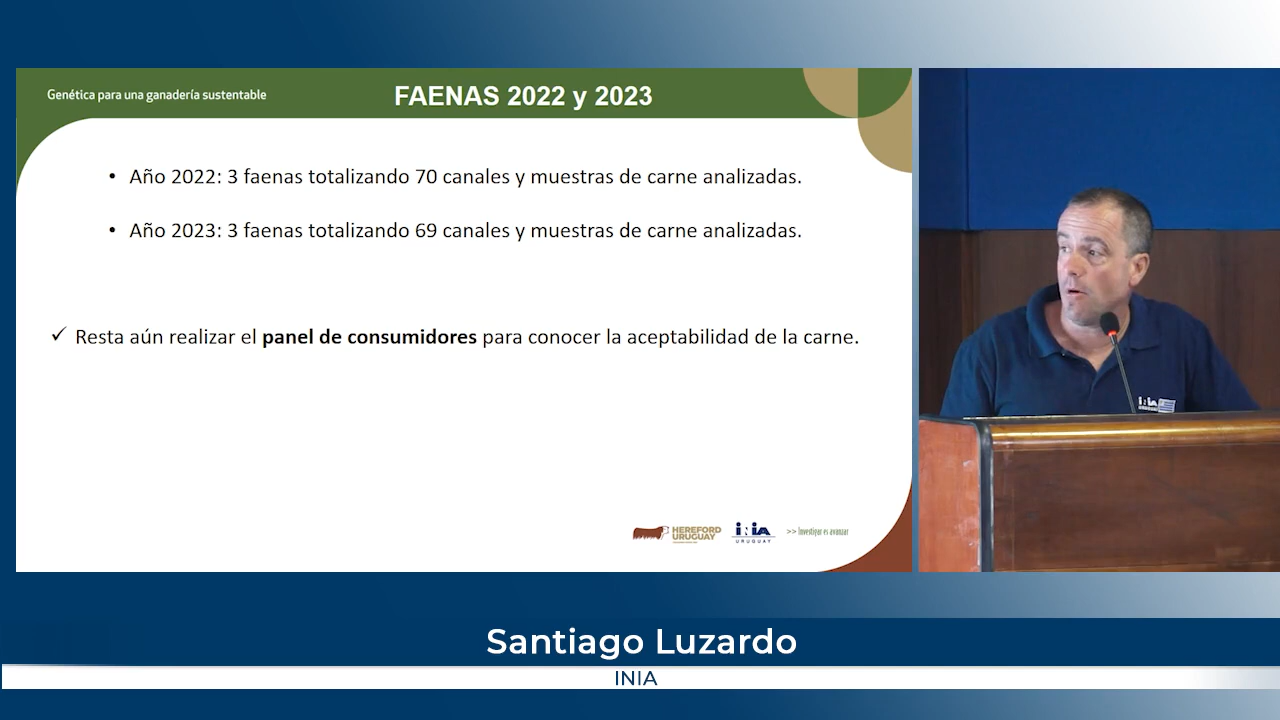 Genética para una ganadería sustentable
FAENAS 2022 y 2023
• Año 2022: 3 faenas totalizando 70 canales y muestras de carne analizadas.
• Año 2023: 3 faenas totalizando 69 canales y muestras de carne analizadas.
✓ Resta aún realizar el panel de consumidores para conocer la aceptabilidad de la carne.
HEREFORD
URUGUAY
INIA
URUGUAY
>> Investigar es avanzar
INIA
URUGUAY
Santiago Luzardo
INIA